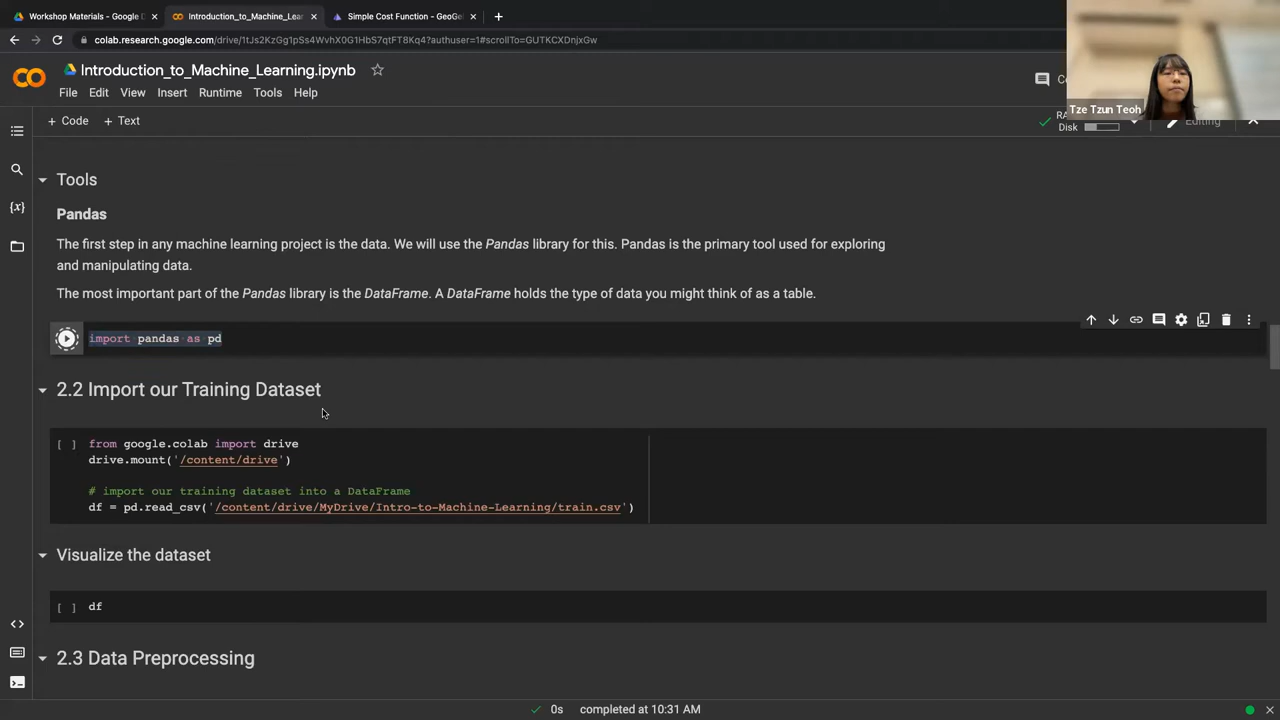 Workshop Materials - Google D
Introduction_to_Machine_Lear
Simple Cost Function - GeoGe
colab.research.google.com/drive/1tJs2KzGg1pSs4WvhX0G1HbS7qtFT8Kq4?authuser=1#scrollTo=GUTKCXDnjxGw
Introduction_to_Machine_Learning.ipynb
File Edit View Insert Runtime Tools Help
Co
Tze Tzun Teoh
+ Code + Text
RA
Disk
Editing
Tools
Pandas
The first step in any machine learning project is the data. We will use the Pandas library for this. Pandas is the primary tool used for exploring
and manipulating data.
The most important part of the Pandas library is the DataFrame. A DataFrame holds the type of data you might think of as a table.
import pandas as pd
2.2 Import our Training Dataset
[ ] from google.colab import drive
drive.mount('/content/drive')
# import our training dataset into a DataFrame
df = pd.read_csv('/content/drive/MyDrive/Intro-to-Machine-Learning/train.csv')
Visualize the dataset
[ ] df
2.3 Data Preprocessing
0s completed at 10:31 AM